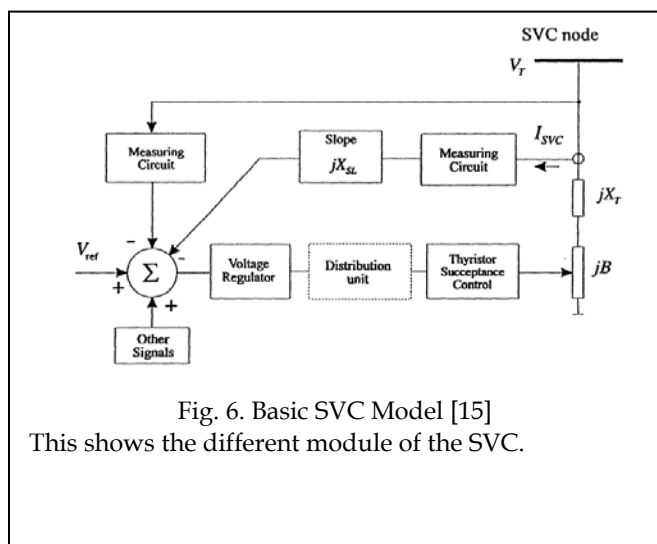 SVC node
V_T
Slope
jX_SL
I_SVC
Measuring
Circuit
Measuring
Circuit
jX_T
V_ref
-
-
+
+
Σ
Voltage
Regulator
Distribution
unit
Thyristor
Succeptance
Control
jB
Other
Signals
Fig. 6. Basic SVC Model [15]
This shows the different module of the SVC.